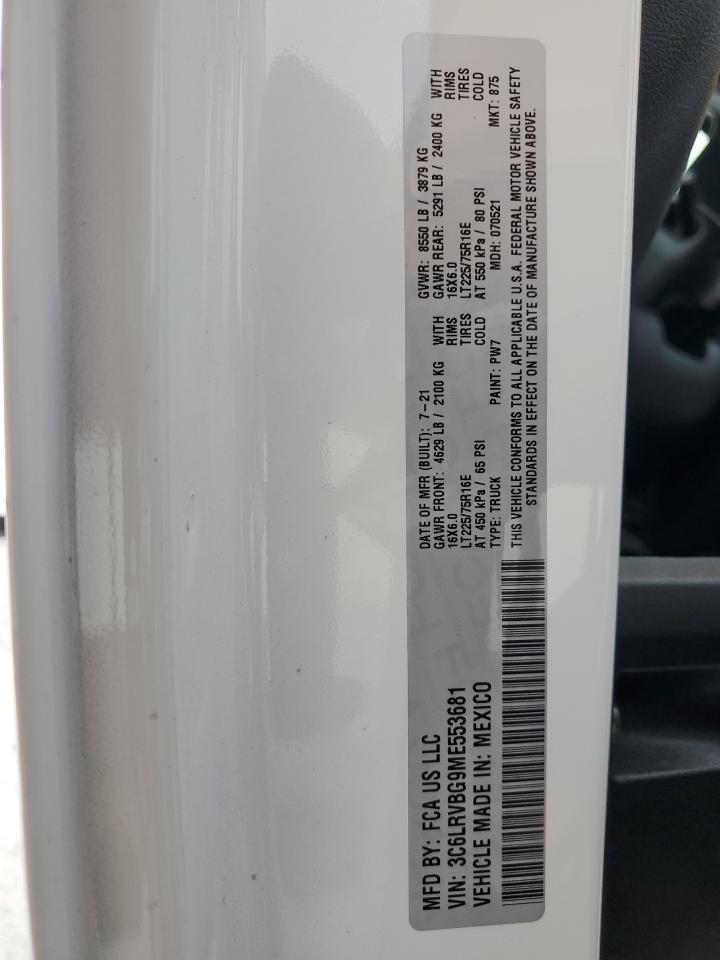 MFD BY: FCA US LLC
VIN: 3C6LRVBG9ME553681
VEHICLE MADE IN: MEXICO
DATE OF MFR (BUILT): 7-21 GVWR: 8550 LB / 3879 KG
GAWR FRONT: 4629 LB / 2100 KG WITH GAWR REAR: 5291 LB / 2400 KG WITH
16X6.0 RIMS 16X6.0 RIMS
LT225/75R16E TIRES LT225/75R16E TIRES
AT 450 kPa / 65 PSI COLD AT 550 kPa / 80 PSI COLD
TYPE: TRUCK PAINT: PW7 MDH: 070521 MKT: 875
THIS VEHICLE CONFORMS TO ALL APPLICABLE U.S.A. FEDERAL MOTOR VEHICLE SAFETY
STANDARDS IN EFFECT ON THE DATE OF MANUFACTURE SHOWN ABOVE.